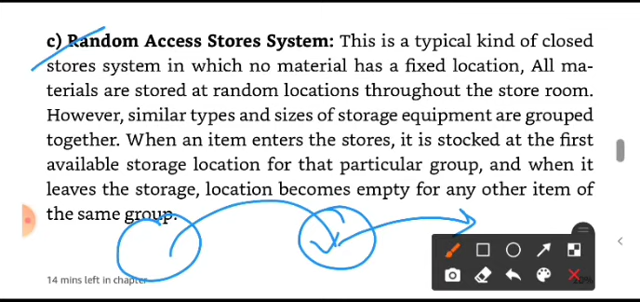 c) Random Access Stores System: This is a typical kind of closed
stores system in which no material has a fixed location, All ma-
terials are stored at random locations throughout the store room.
However, similar types and sizes of storage equipment are grouped
together. When an item enters the stores, it is stocked at the first
available storage location for that particular group, and when it
leaves the storage, location becomes empty for any other item of
the same group.
14 mins left in chapter